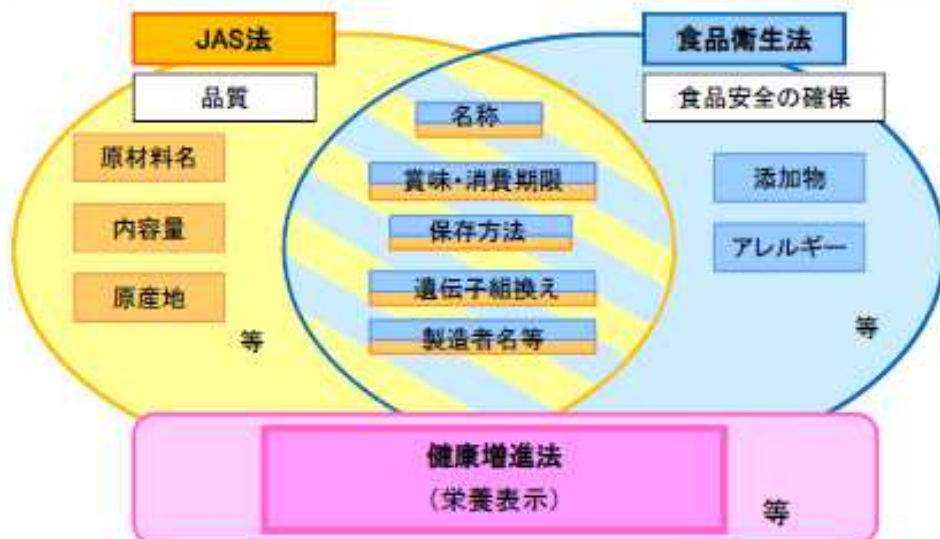 JAS法
食品衛生法
品質
食品安全の確保
原材料名
内容量
原産地
等
名称
賞味・消費期限
保存方法
遺伝子組換え
製造者名等
添加物
アレルギー
等
健康増進法
(栄養表示)
等